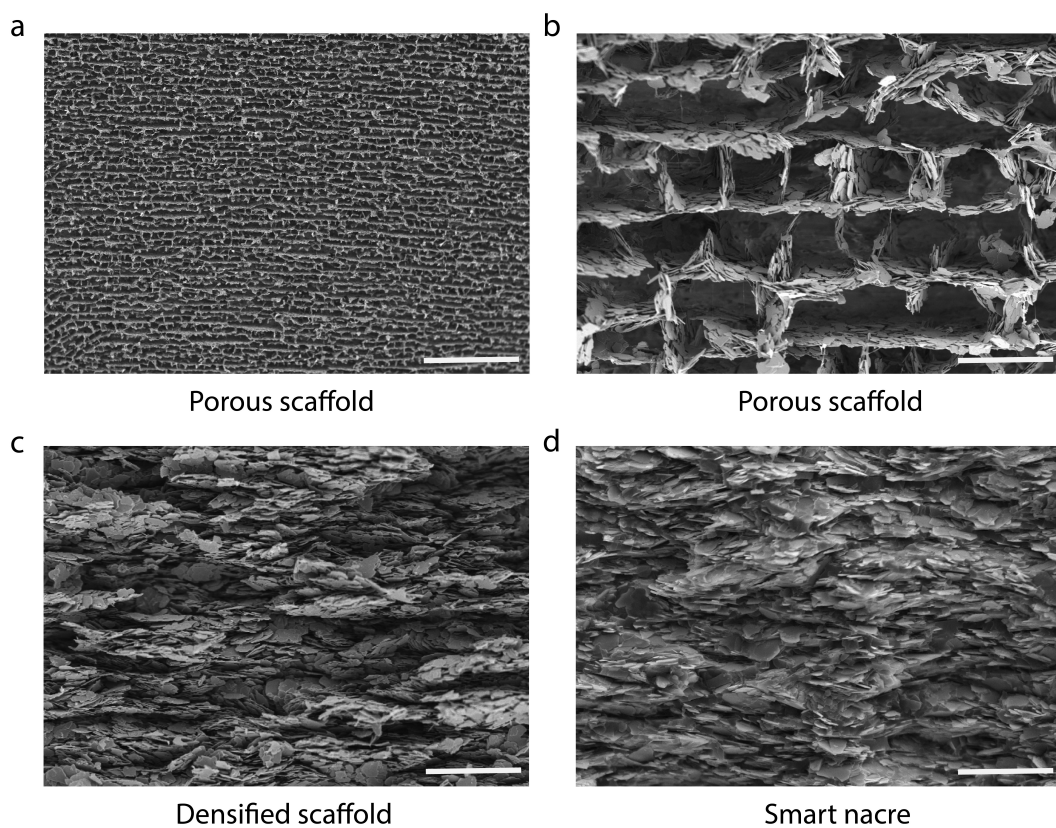 a
b
Porous scaffold
Porous scaffold
c
d
Densified scaffold
Smart nacre